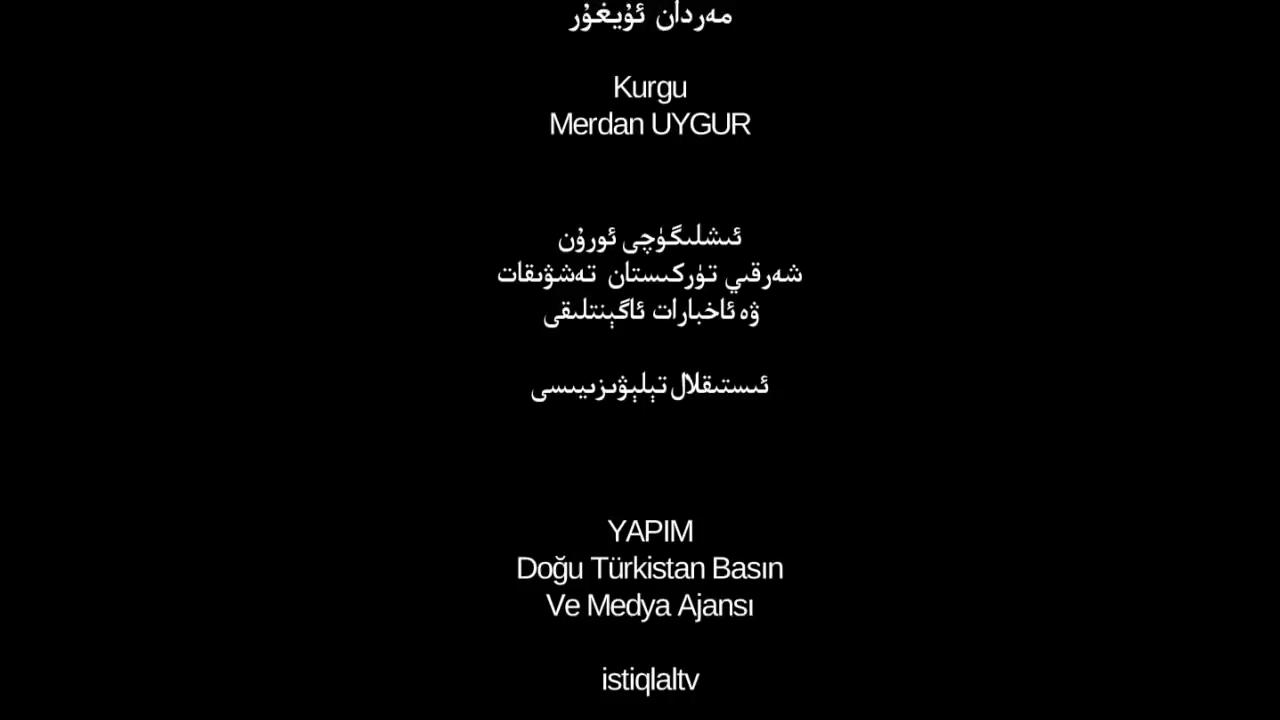 مەردان ئۇيغۇر
Kurgu
Merdan UYGUR
ئىشلىگۈچى ئورۇن
شەرقىي تۈركىستان تەشۋىقات
ۋە ئاخبارات ئاگېنتلىقى
ئىستىقلال تېلېۋىزىيىسى
YAPIM
Doğu Türkistan Basın
Ve Medya Ajansı
istiqlaltv